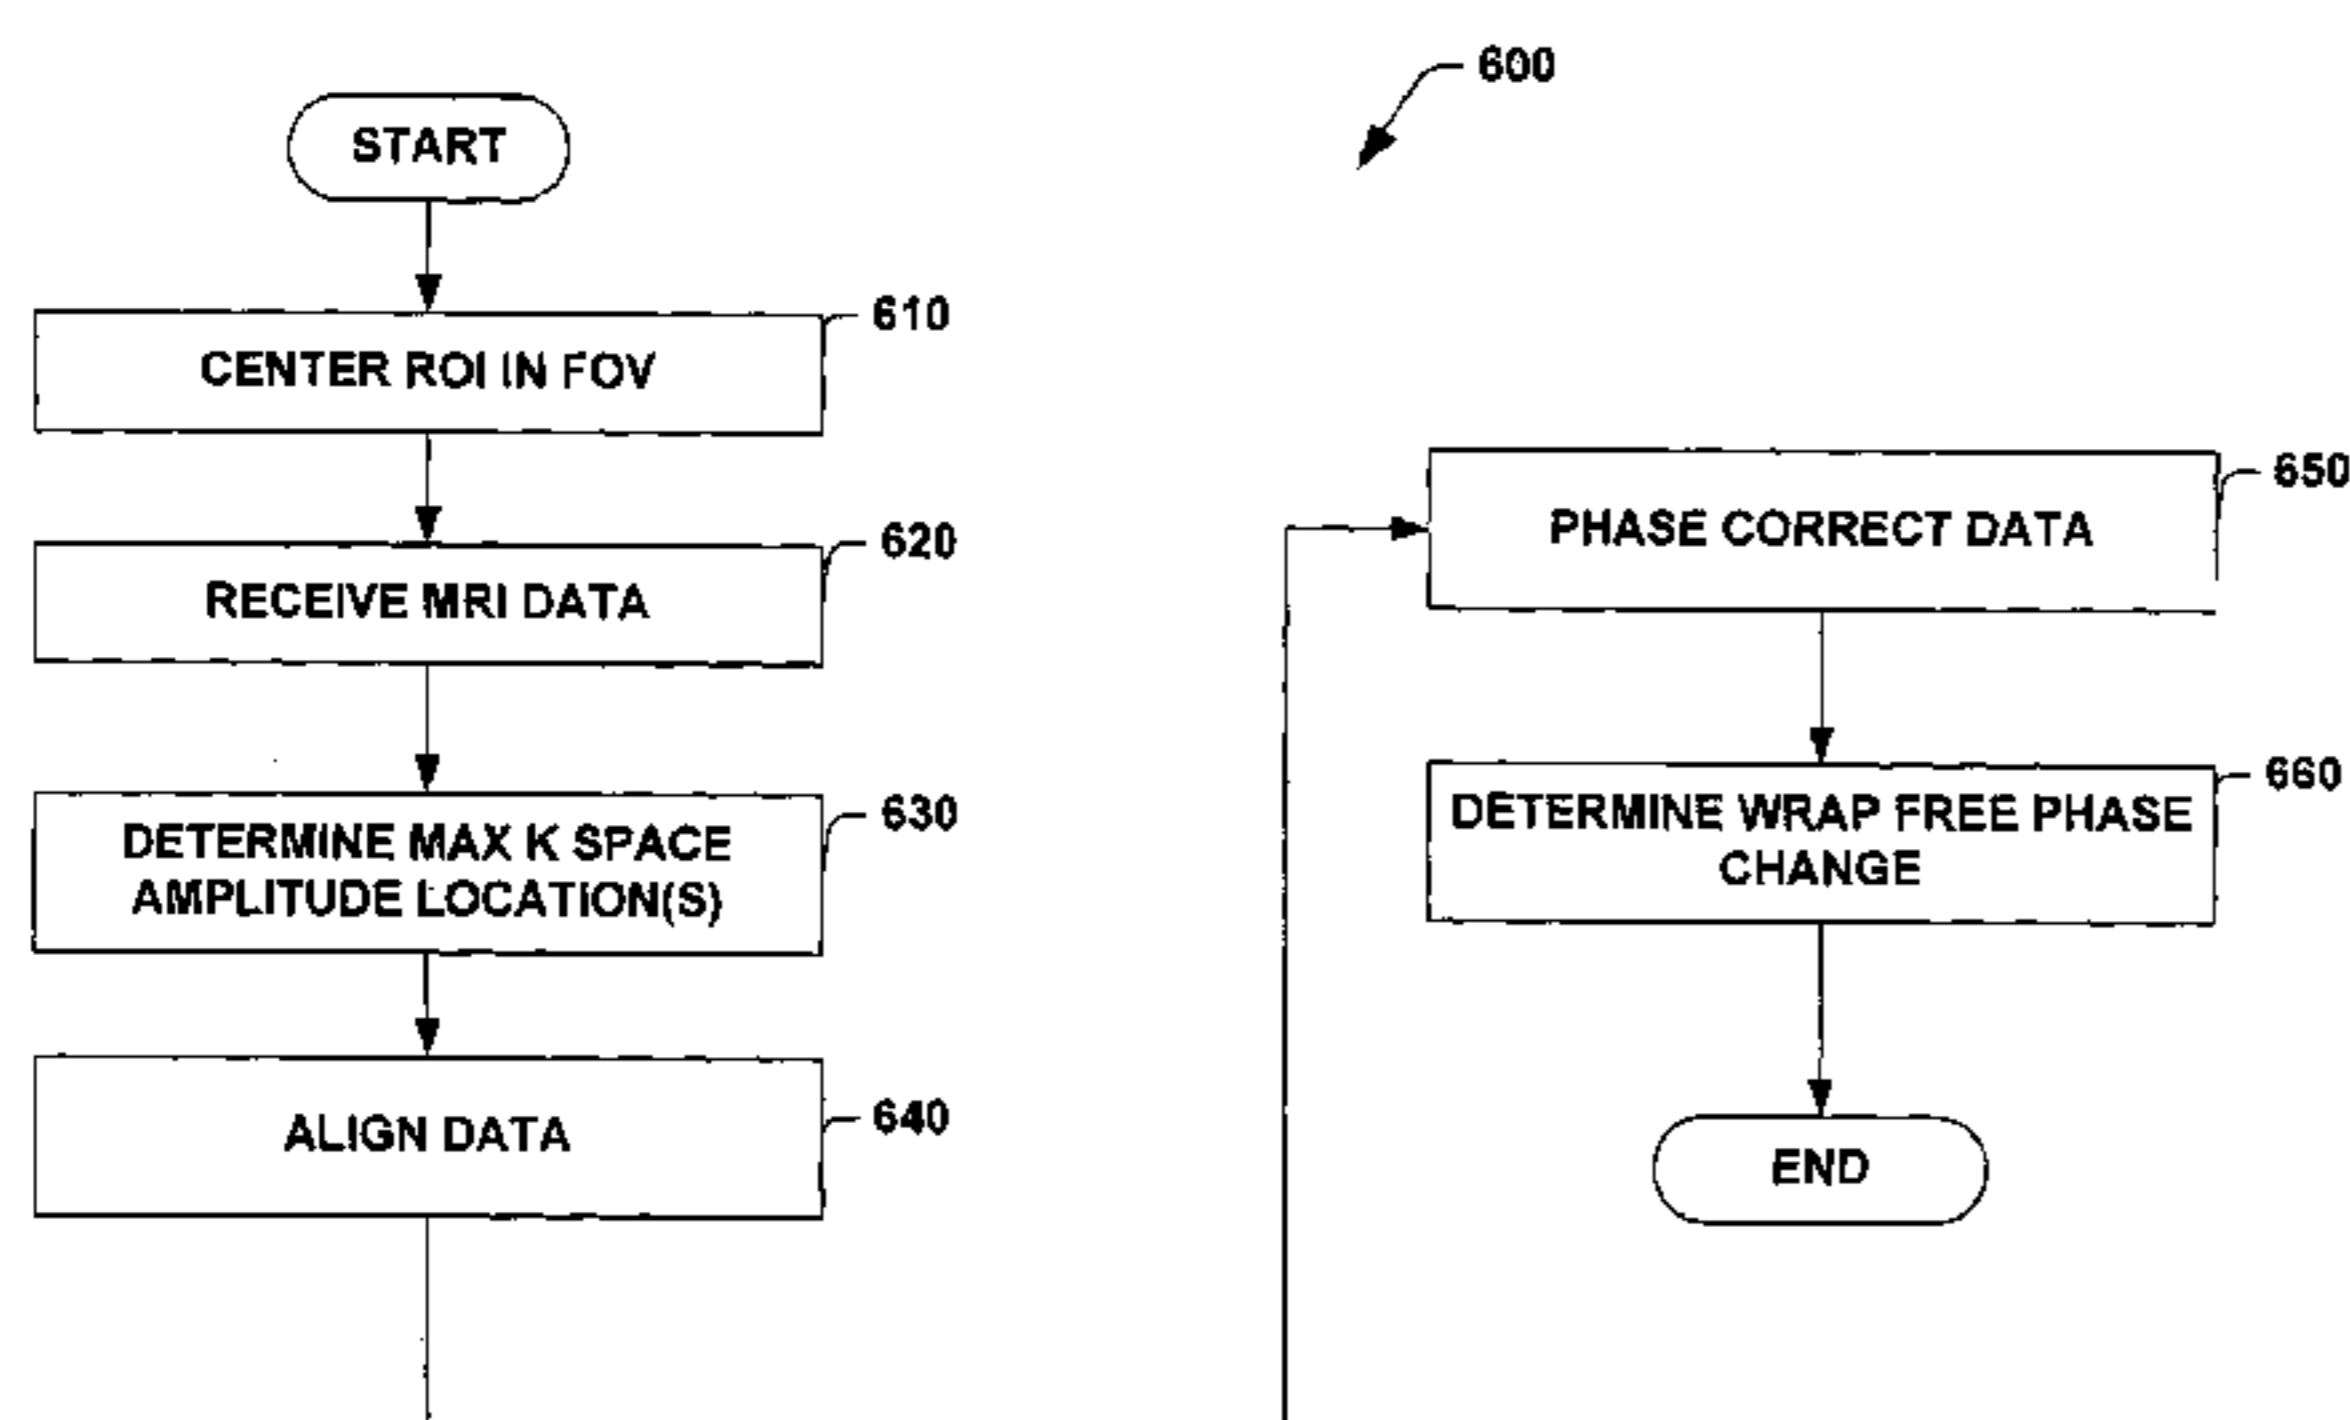 600
START
610
CENTER ROI IN FOV
620
RECEIVE MRI DATA
630
DETERMINE MAX K SPACE
AMPLITUDE LOCATION(S)
640
ALIGN DATA
650
PHASE CORRECT DATA
660
DETERMINE WRAP FREE PHASE
CHANGE
END